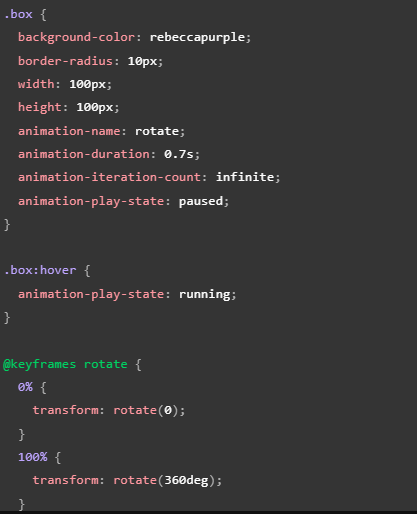 .box {
  background-color: rebeccapurple;
  border-radius: 10px;
  width: 100px;
  height: 100px;
  animation-name: rotate;
  animation-duration: 0.7s;
  animation-iteration-count: infinite;
  animation-play-state: paused;
}

.box:hover {
  animation-play-state: running;
}

@keyframes rotate {
  0% {
    transform: rotate(0);
  }
  100% {
    transform: rotate(360deg);
  }